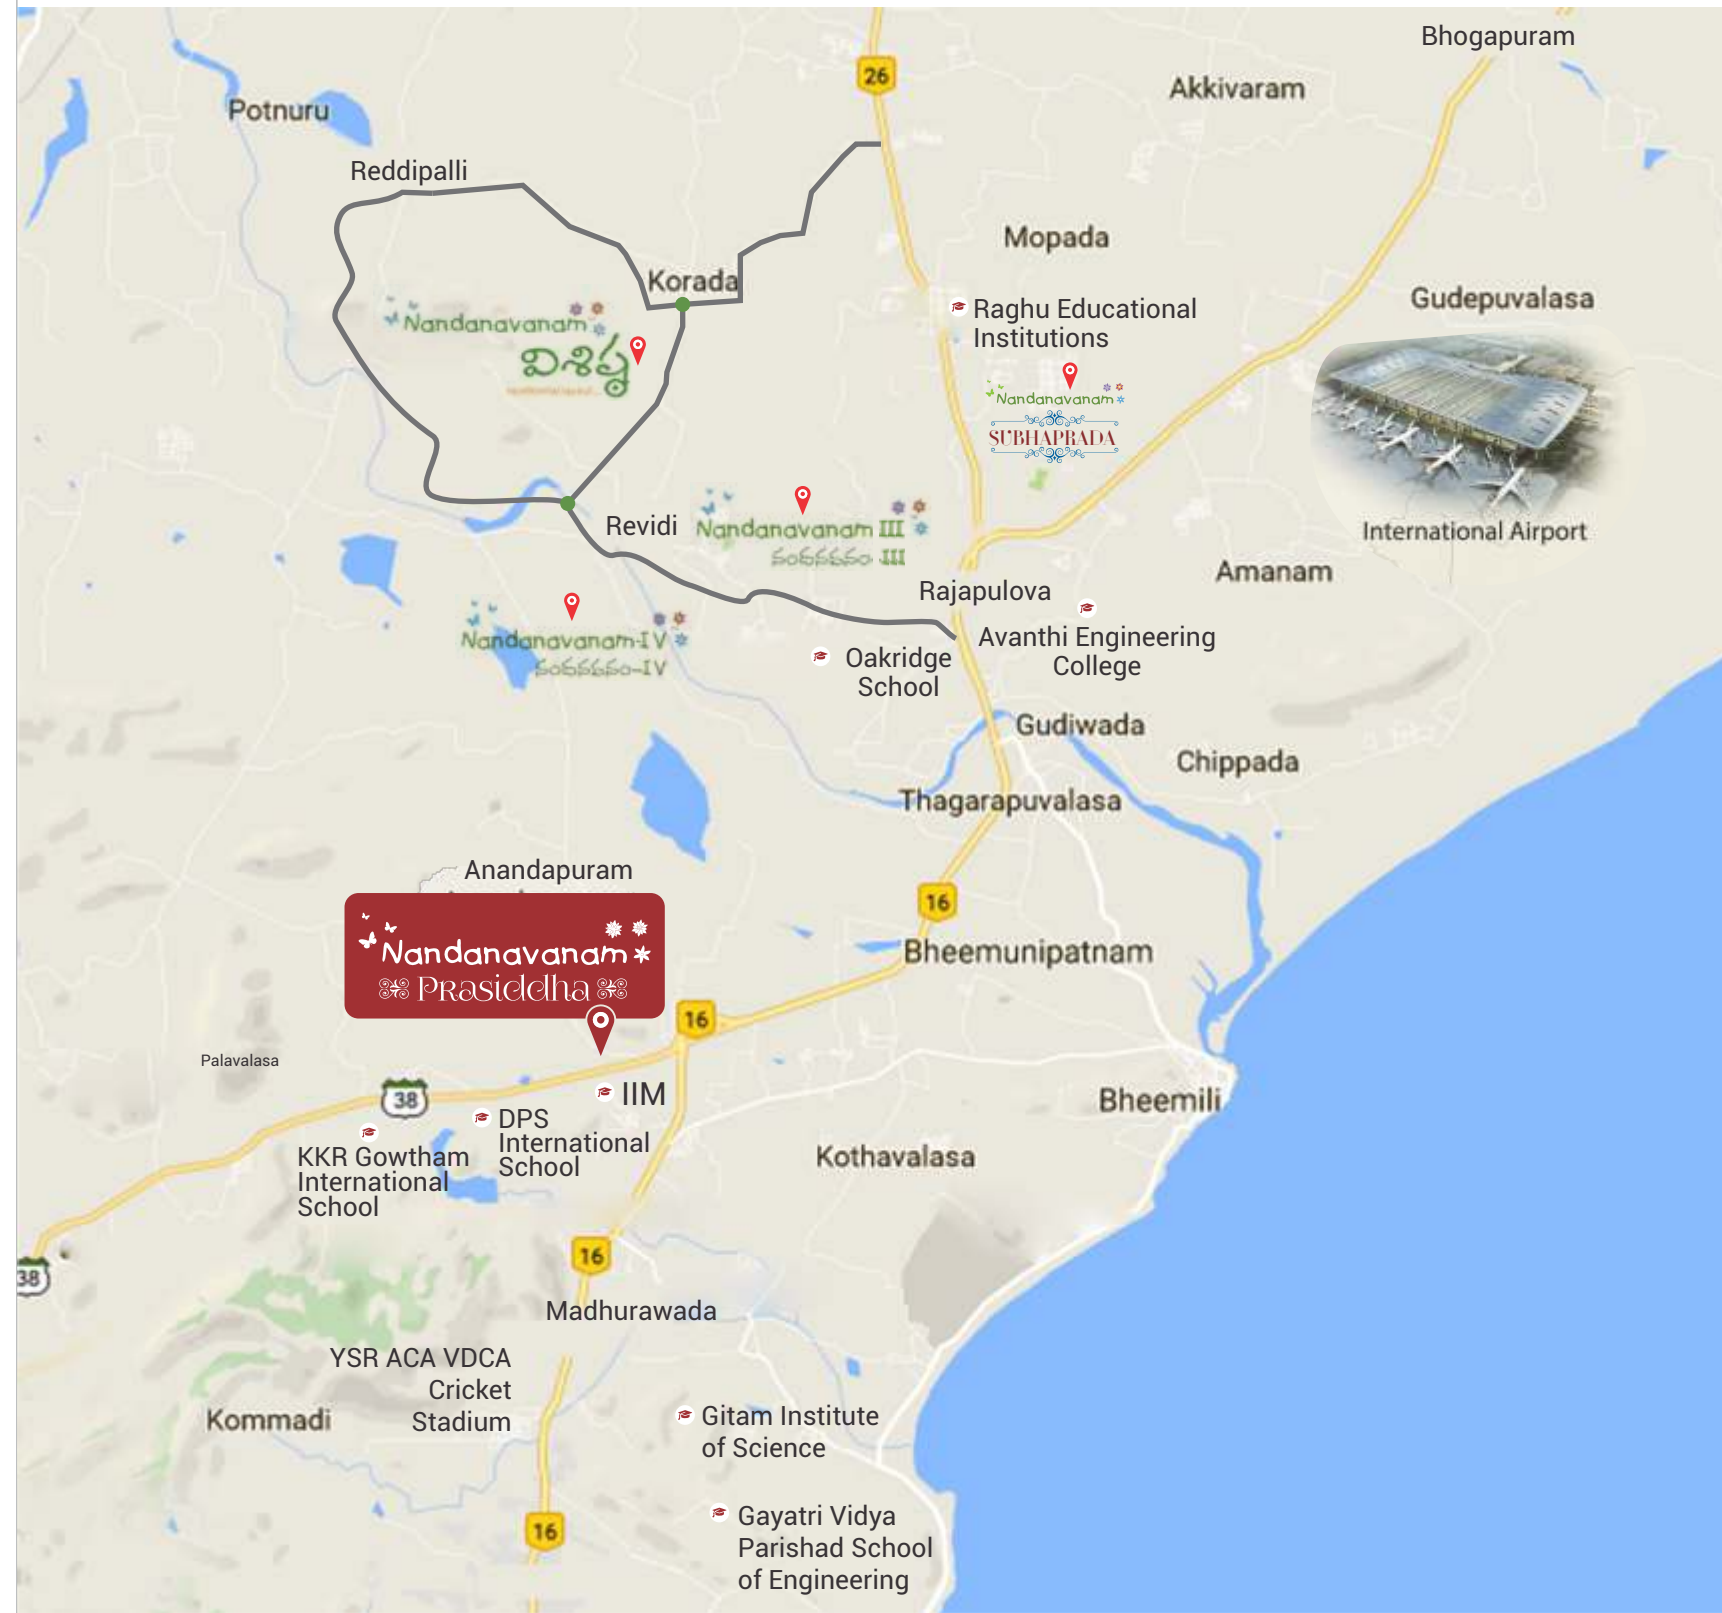 Bhogapuram
26
Akkivaram
Potnuru
Reddipalli
Mopada
Korada
Gudepuvalasa
Raghu Educational
Institutions
Nandanavanam
విశిష్ట
Nandanavanam
SUBHAPRADA
International Airport
Revidi
Nandanavanam III
నందనవనం III
Amanam
Rajapulova
Avanthi Engineering
College
Nandanavanam-IV
నందనవనం-IV
Oakridge
School
Gudiwada
Chippada
Thagarapuvalasa
Anandapuram
16
Nandanavanam
Prasiddha
Bheemunipatnam
16
Palavalasa
38
IIM
Bheemili
DPS
International
School
KKR Gowtham
International
School
Kothavalasa
16
38
Madhurawada
YSR ACA VDCA
Cricket
Stadium
Kommadi
Gitam Institute
of Science
16
Gayatri Vidya
Parishad School
of Engineering